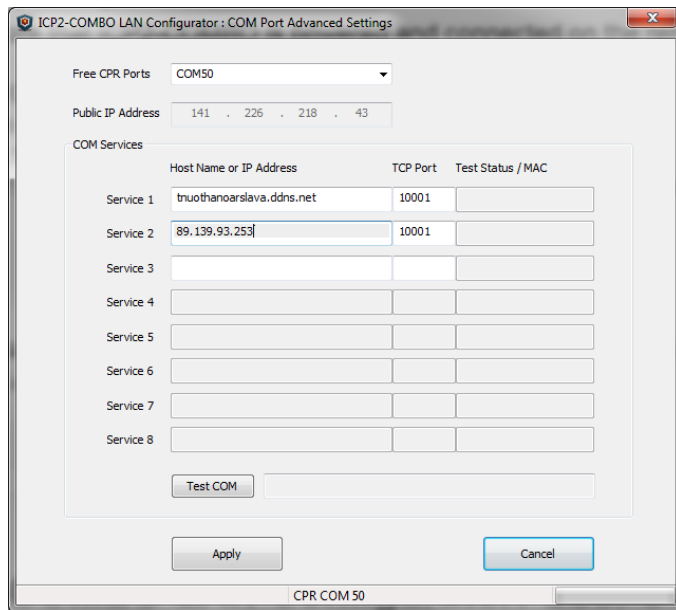 ICP2-COMBO LAN Configurator : COM Port Advanced Settings
Free CPR Ports COM50
Public IP Address 141 . 226 . 218 . 43
COM Services
Host Name or IP Address TCP Port Test Status / MAC
Service 1 tnuothanoarslava.ddns.net 10001
Service 2 89.139.93.253 10001
Service 3
Service 4
Service 5
Service 6
Service 7
Service 8
Test COM
Apply Cancel
CPR COM 50